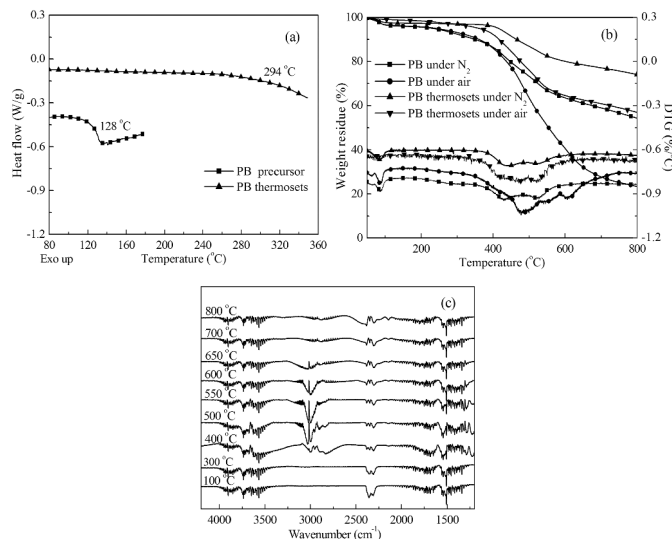 (a)
0.3
0.0
-0.3
-0.6
-0.9
-1.2
Heat flow (W/g)
294 °C
128 °C
PB precursor
PB thermosets
80 120 160 200 240 280 320 360
Exo up
Temperature (°C)
(b)
100
80
60
40
20
0
Weight residue (%)
PB under N2
PB under air
PB thermosets under N2
PB thermosets under air
0.3
0.0
-0.3
-0.6
-0.9
-1.2
DTG (%/°C)
200 400 600 800
Temperature (°C)
(c)
800 °C
700 °C
650 °C
600 °C
550 °C
500 °C
400 °C
300 °C
100 °C
4000 3500 3000 2500 2000 1500
Wavenumber (cm-1)